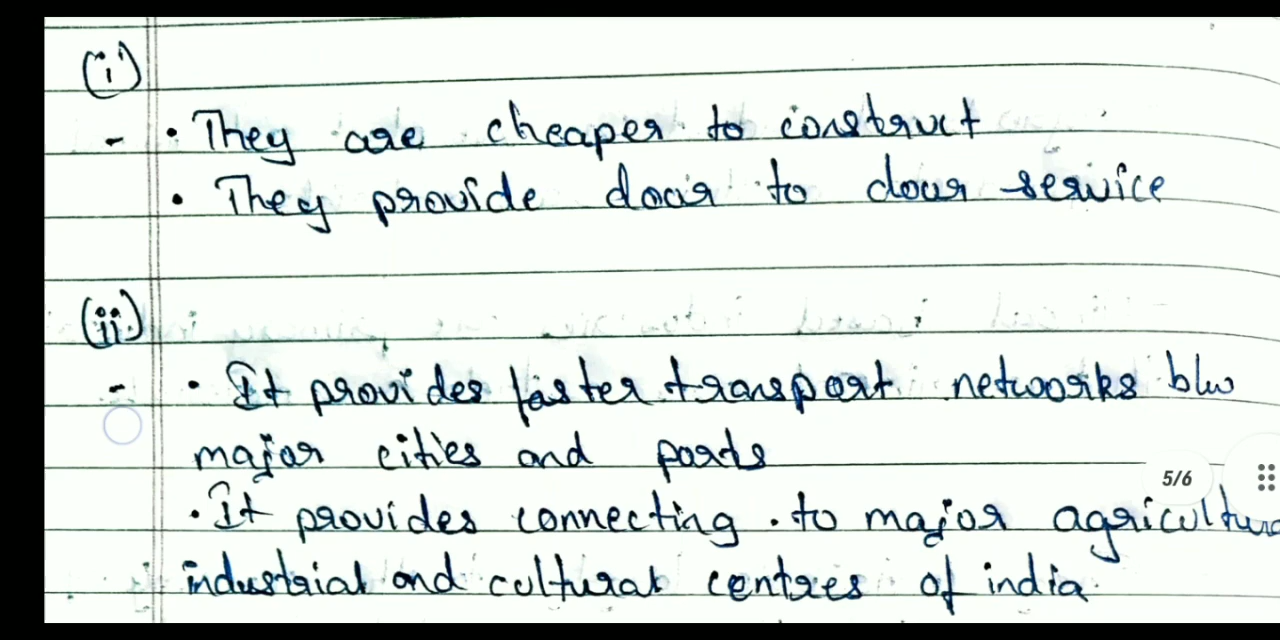 (i)
- • They are cheaper to construct
• They provide door to door service
(ii)
- • It provides faster transport networks b/w
major cities and ports
• It provides connecting to major agricultura
industrial and cultural centres of india.
5/6